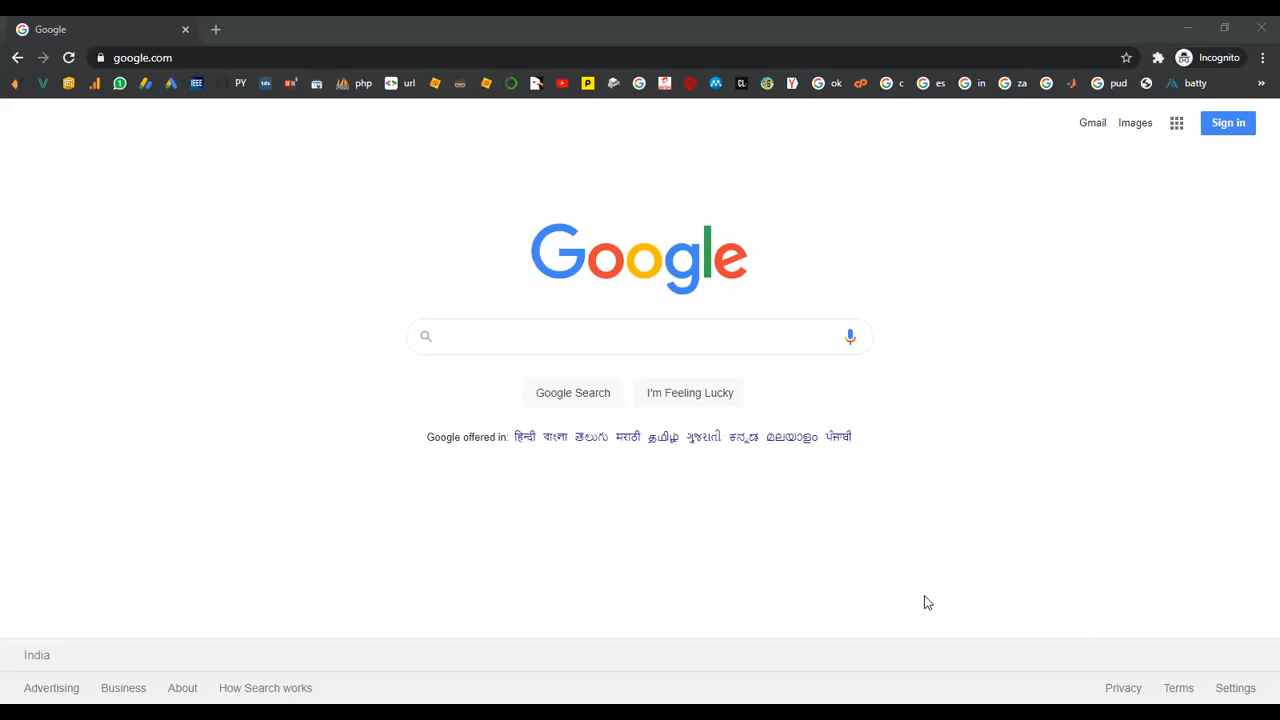 Google
google.com
Incognito
IEEE PY tds php url P Y ok c es in za pud batty »
Gmail Images Sign in
Google
Google Search I'm Feeling Lucky
Google offered in: हिन्दी বাংলা తెలుగు मराठी தமிழ் ગુજરાતી ಕನ್ನಡ മലയാളം ਪੰਜਾਬੀ
India
Advertising Business About How Search works Privacy Terms Settings